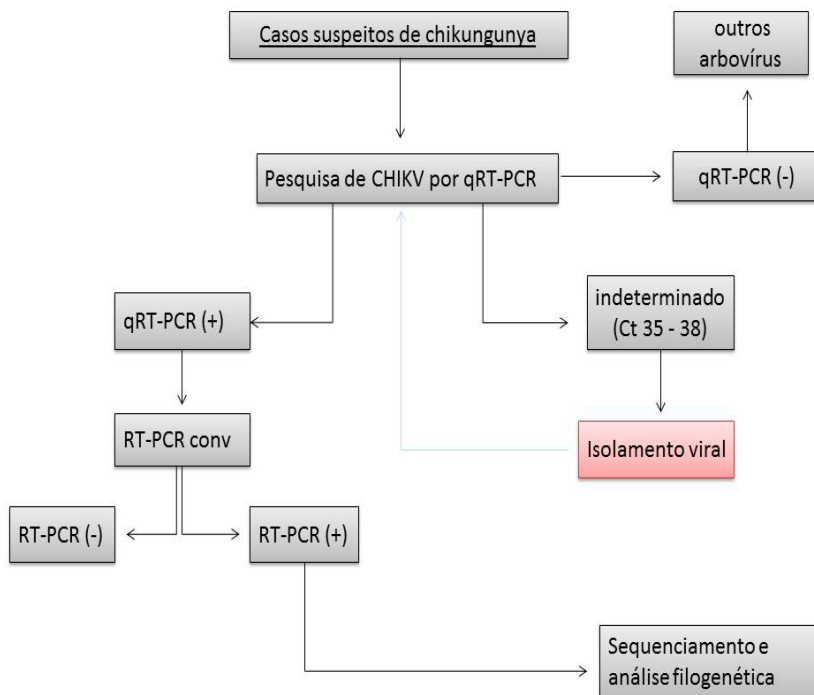 Casos suspeitos de chikungunya
outros
arbovírus
Pesquisa de CHIKV por qRT-PCR
qRT-PCR (-)
qRT-PCR (+)
indeterminado
(Ct 35 - 38)
RT-PCR conv
Isolamento viral
RT-PCR (-)
RT-PCR (+)
Sequenciamento e
análise filogenética